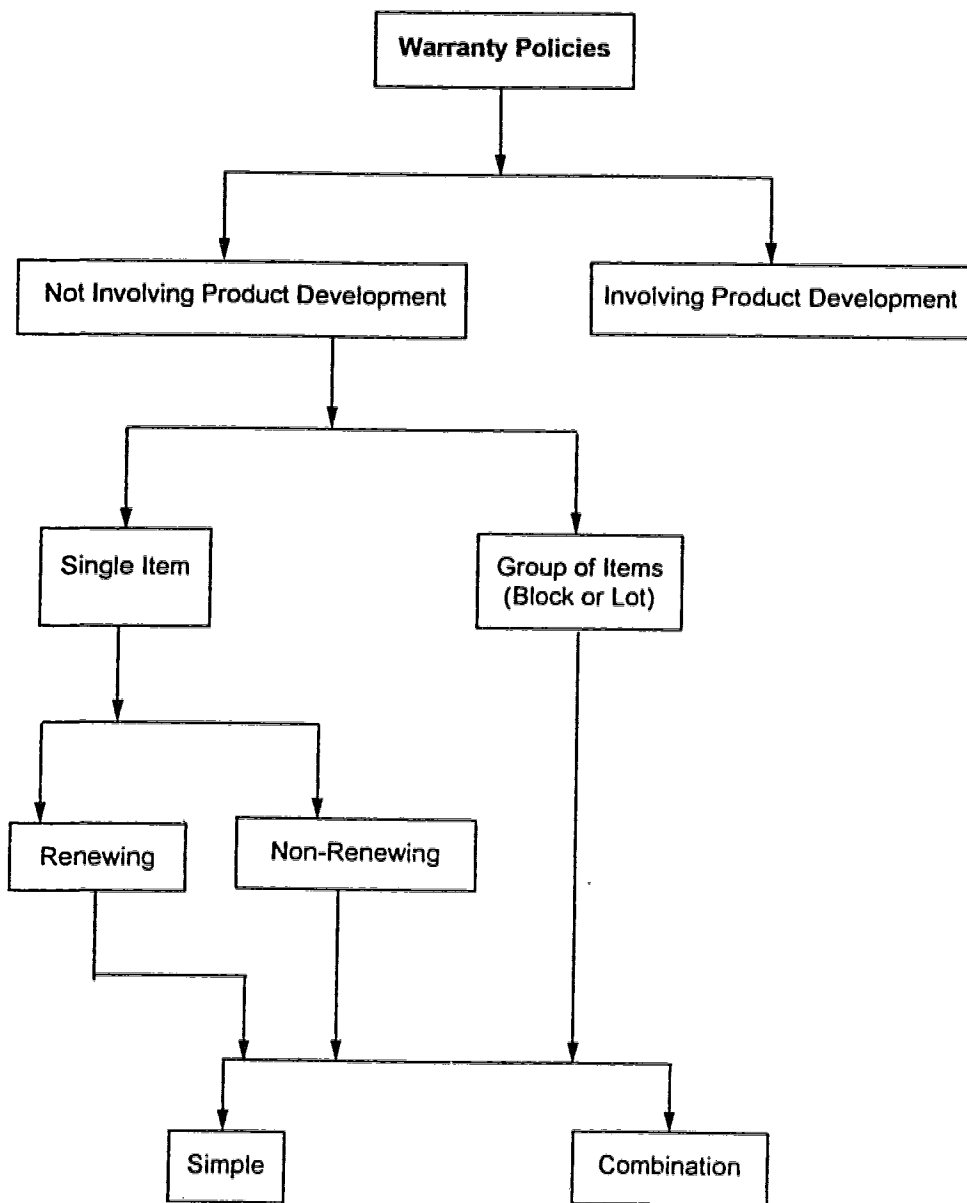 Warranty Policies
Not Involving Product Development
Involving Product Development
Single Item
Group of Items
(Block or Lot)
Renewing
Non-Renewing
Simple
Combination